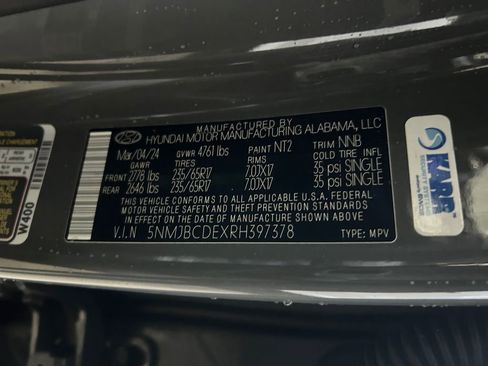 MANUFACTURED BY
HYUNDAI MOTOR MANUFACTURING ALABAMA, LLC
Mar/04/24 GVWR 4761 lbs PAINT NT2 TRIM NNB
GAWR TIRES RIMS COLD TIRE INFL
FRONT 2778 lbs 235/65R17 7.0JX17 35 psi SINGLE
REAR 2646 lbs 235/65R17 7.0JX17 35 psi SINGLE
THIS VEHICLE CONFORMS TO ALL APPLICABLE U.S.A. FEDERAL
MOTOR VEHICLE SAFETY AND THEFT PREVENTION STANDARDS
IN EFFECT ON THE DATE OF MANUFACTURE SHOWN ABOVE.
V.I.N 5NMJBCDEXRH397378 TYPE: MPV
W400
KARR